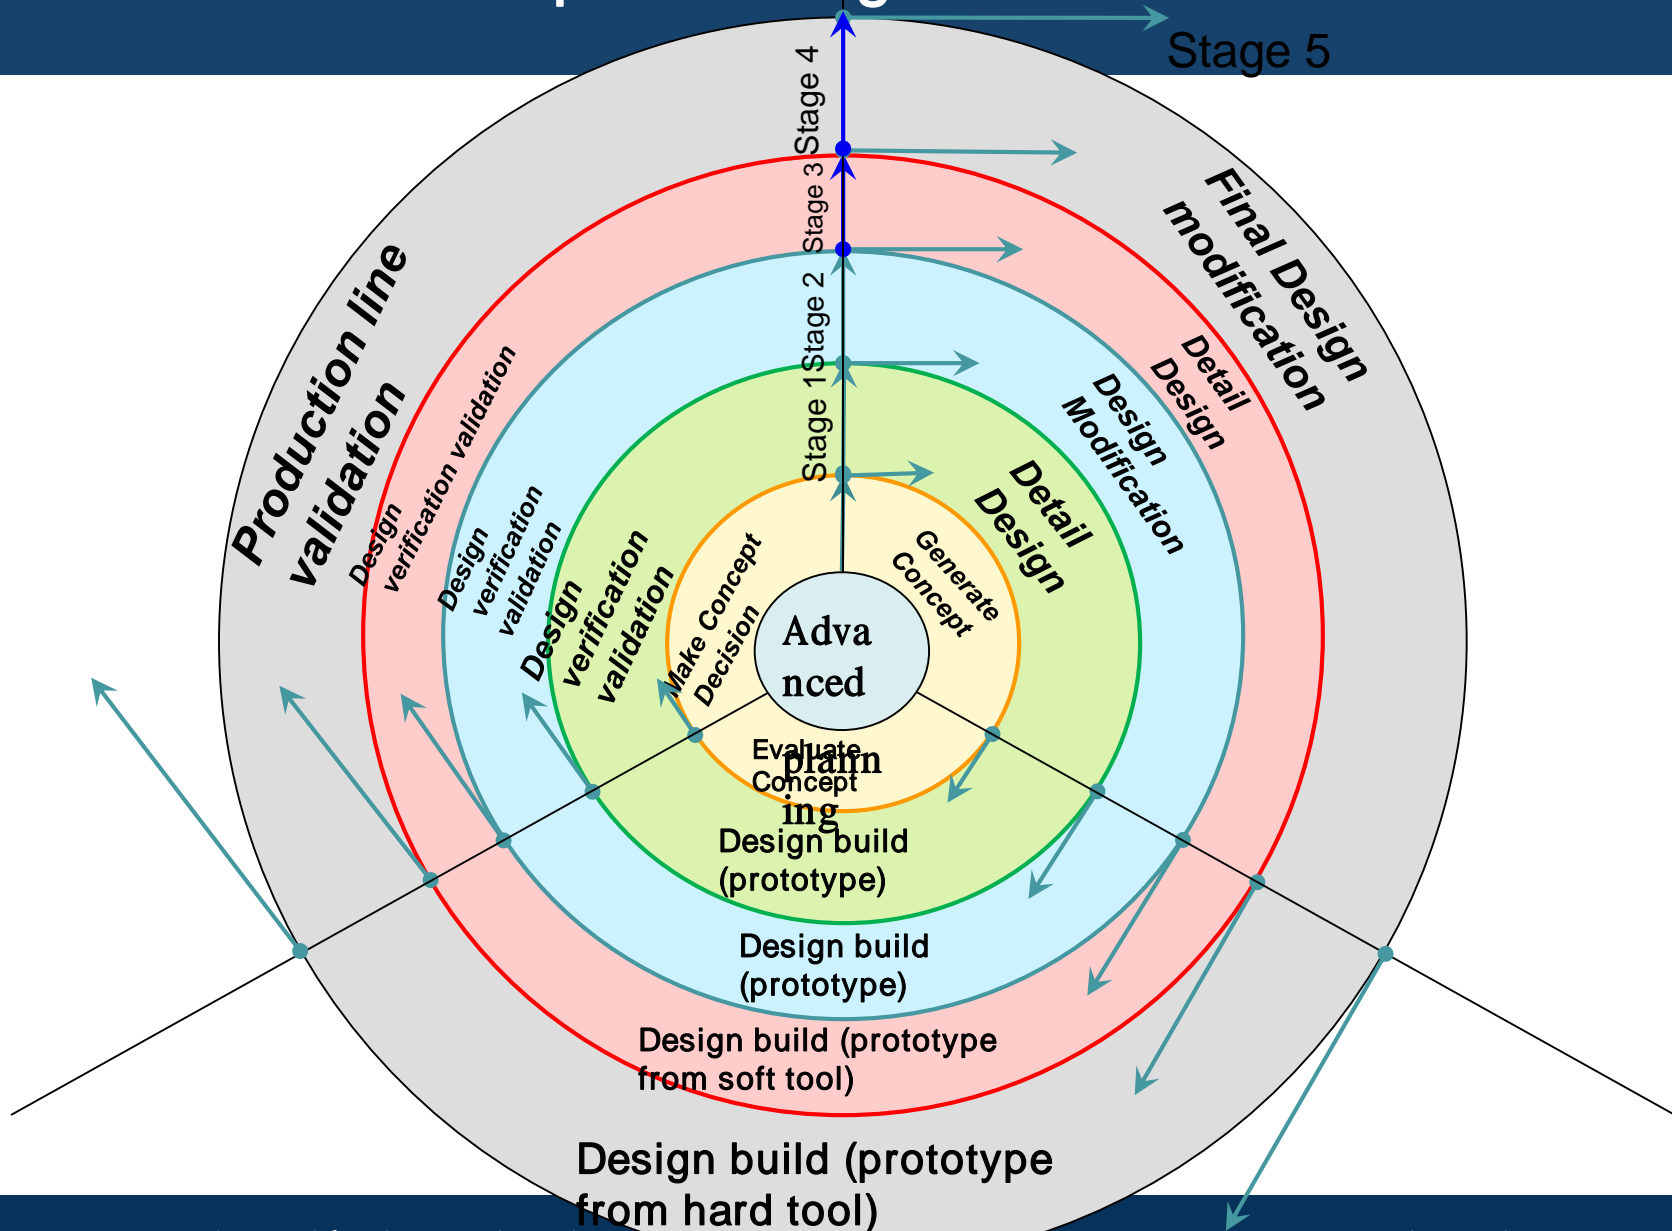 Stage 5
Stage 4
Stage 3
Stage 2
Stage 1
Final Design
modification
Detail
Design
Design
Modification
Detail
Design
Generate
Concept
Production line
validation
Design
verification validation
Design
verification
validation
Design
verification
validation
Make Concept
Decision
Adva
nced
plann
ing
Evaluate
Concept
Design build
(prototype)
Design build
(prototype)
Design build (prototype
from soft tool)
Design build (prototype
from hard tool)